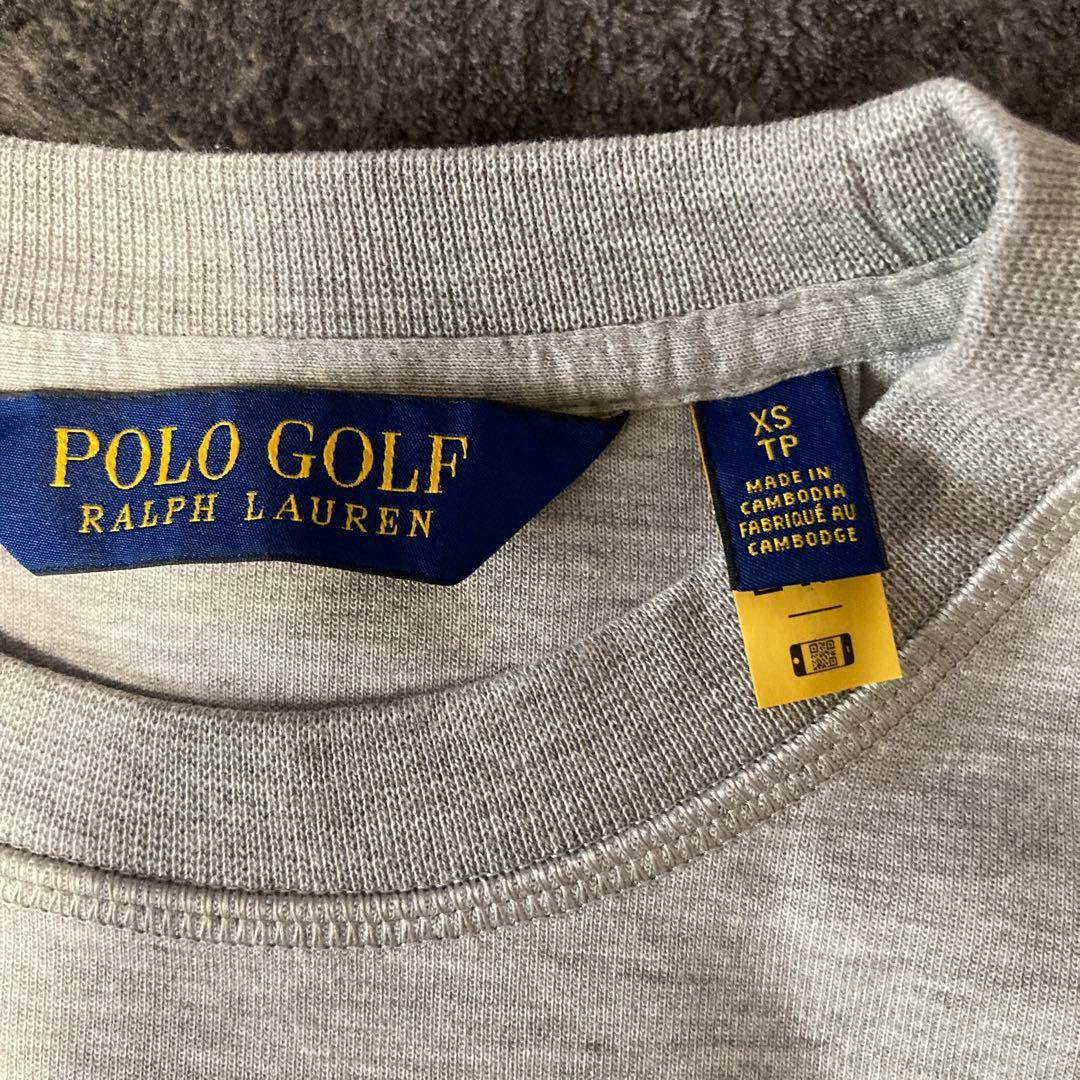 POLO GOLF
RALPH LAUREN
XS
TP
MADE IN
CAMBODIA
FABRIQUÉ AU
CAMBODGE